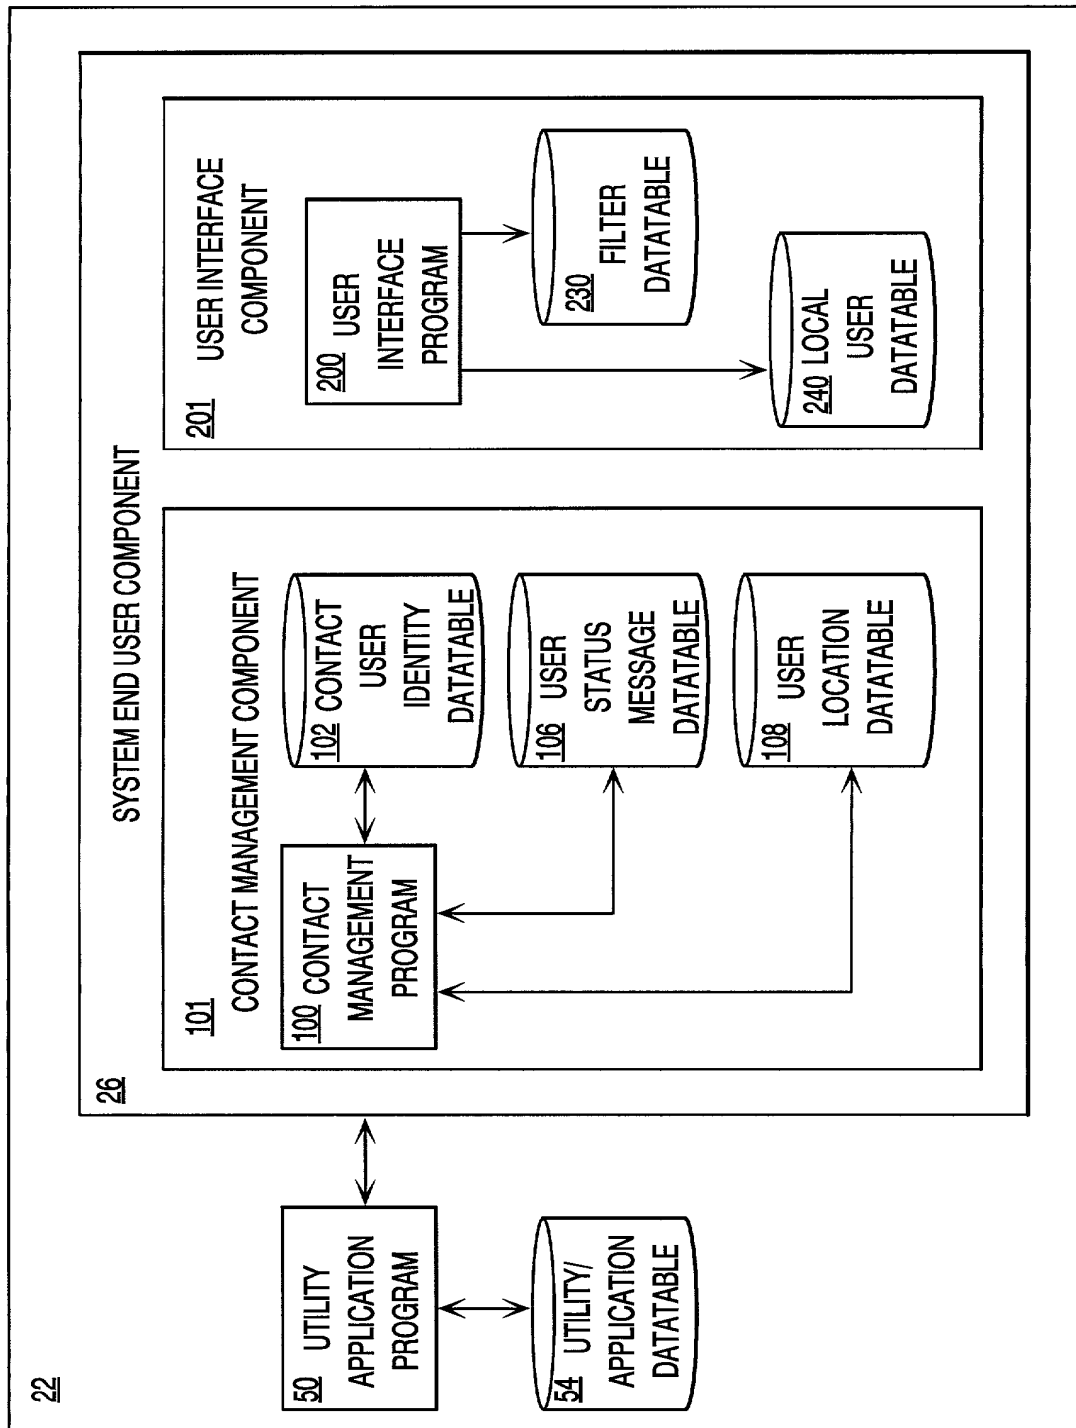 22
50 UTILITY
APPLICATION
PROGRAM
54 UTILITY/
APPLICATION
DATATABLE
26
SYSTEM END USER COMPONENT
101
CONTACT MANAGEMENT COMPONENT
100 CONTACT
MANAGEMENT
PROGRAM
102 CONTACT
USER
IDENTITY
DATATABLE
106 USER
STATUS
MESSAGE
DATATABLE
108 USER
LOCATION
DATATABLE
201
USER INTERFACE
COMPONENT
200 USER
INTERFACE
PROGRAM
230 FILTER
DATATABLE
240 LOCAL
USER
DATATABLE